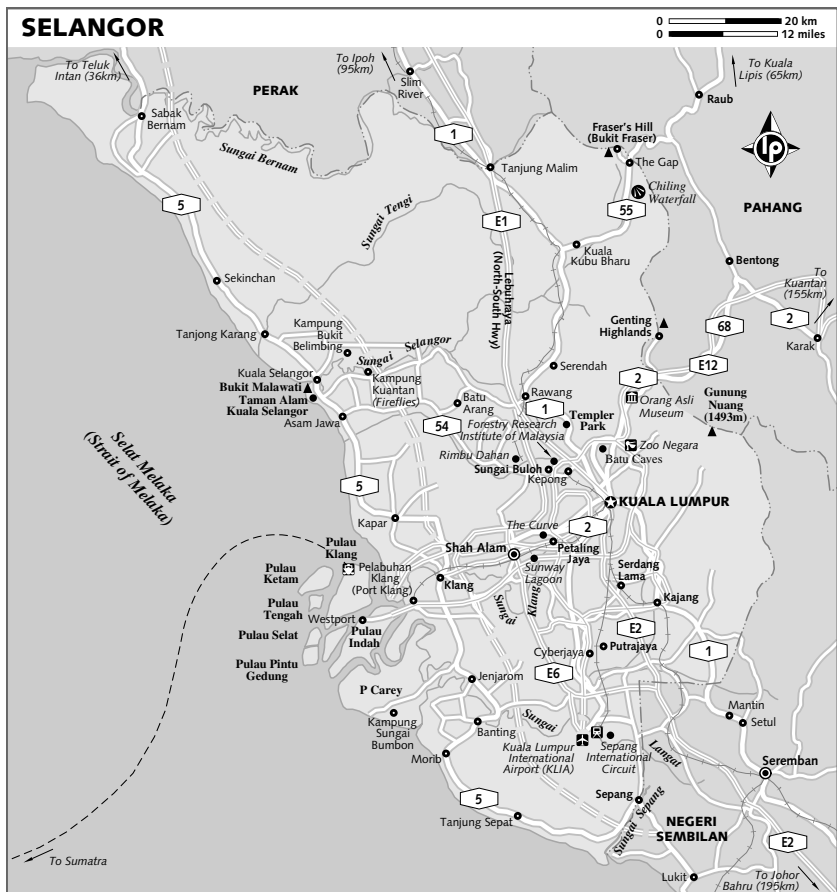 SELANGOR
0 20 km
0 12 miles
To Teluk
Intan (36km)
To Ipoh
(95km)
To Kuala
Lipis (65km)
PERAK
Slim
River
Raub
Sabak
Bernam
Fraser's Hill
(Bukit Fraser)
lp
1
Sungai Bernam
The Gap
Tanjung Malim
Chiling
Waterfall
PAHANG
5
Sungai Tengi
E1
55
Kuala
Kubu Bharu
Bentong
To
Kuantan
(155km)
Lebuhraya
(North-South Hwy)
Sekinchan
Genting
Highlands
68
2
Karak
Tanjong Karang
Kampung
Bukit
Belimbing
Sungai Selangor
E12
Serendah
2
Kuala Selangor
Kampung
Kuantan
(Fireflies)
Bukit Malawati
Taman Alam
Kuala Selangor
Asam Jawa
Batu
Arang
Rawang
1
Orang Asli
Museum
Gunung
Nuang
(1493m)
Templer
Park
54
Forestry Research
Institute of Malaysia
Zoo Negara
Rimbu Dahan
Batu Caves
Sungai Buloh
Kepong
Selat Melaka
(Strait of Melaka)
5
KUALA LUMPUR
Kapar
The Curve
2
Shah Alam
Petaling
Jaya
Pulau
Klang
Pulau
Ketam
Pelabuhan
Klang
(Port Klang)
Klang
Sunway
Lagoon
Serdang
Lama
Sungai Klang
Kajang
Pulau
Tengah
Westport
Pulau
Indah
Pulau Selat
E2
Pulau Pintu
Gedung
Cyberjaya
Putrajaya
1
E6
P Carey
Jenjarom
Kampung
Sungai
Bumbon
Banting
Sungai Langat
Mantin
Setul
Kuala Lumpur
International
Airport (KLIA)
Sepang
International
Circuit
Morib
Seremban
5
Sepang
Tanjung Sepat
Sungai Sepang
NEGERI
SEMBILAN
E2
To Sumatra
Lukit
To Johor
Bahru (195km)